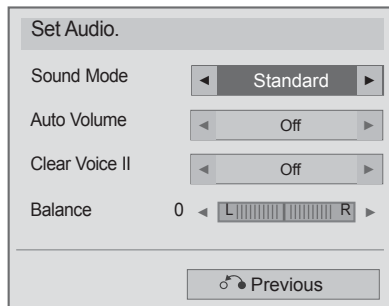 Set Audio.
Sound Mode ◄ Standard ►
Auto Volume ◄ Off ►
Clear Voice II ◄ Off ►
Balance 0 ◄ L R ►
Previous